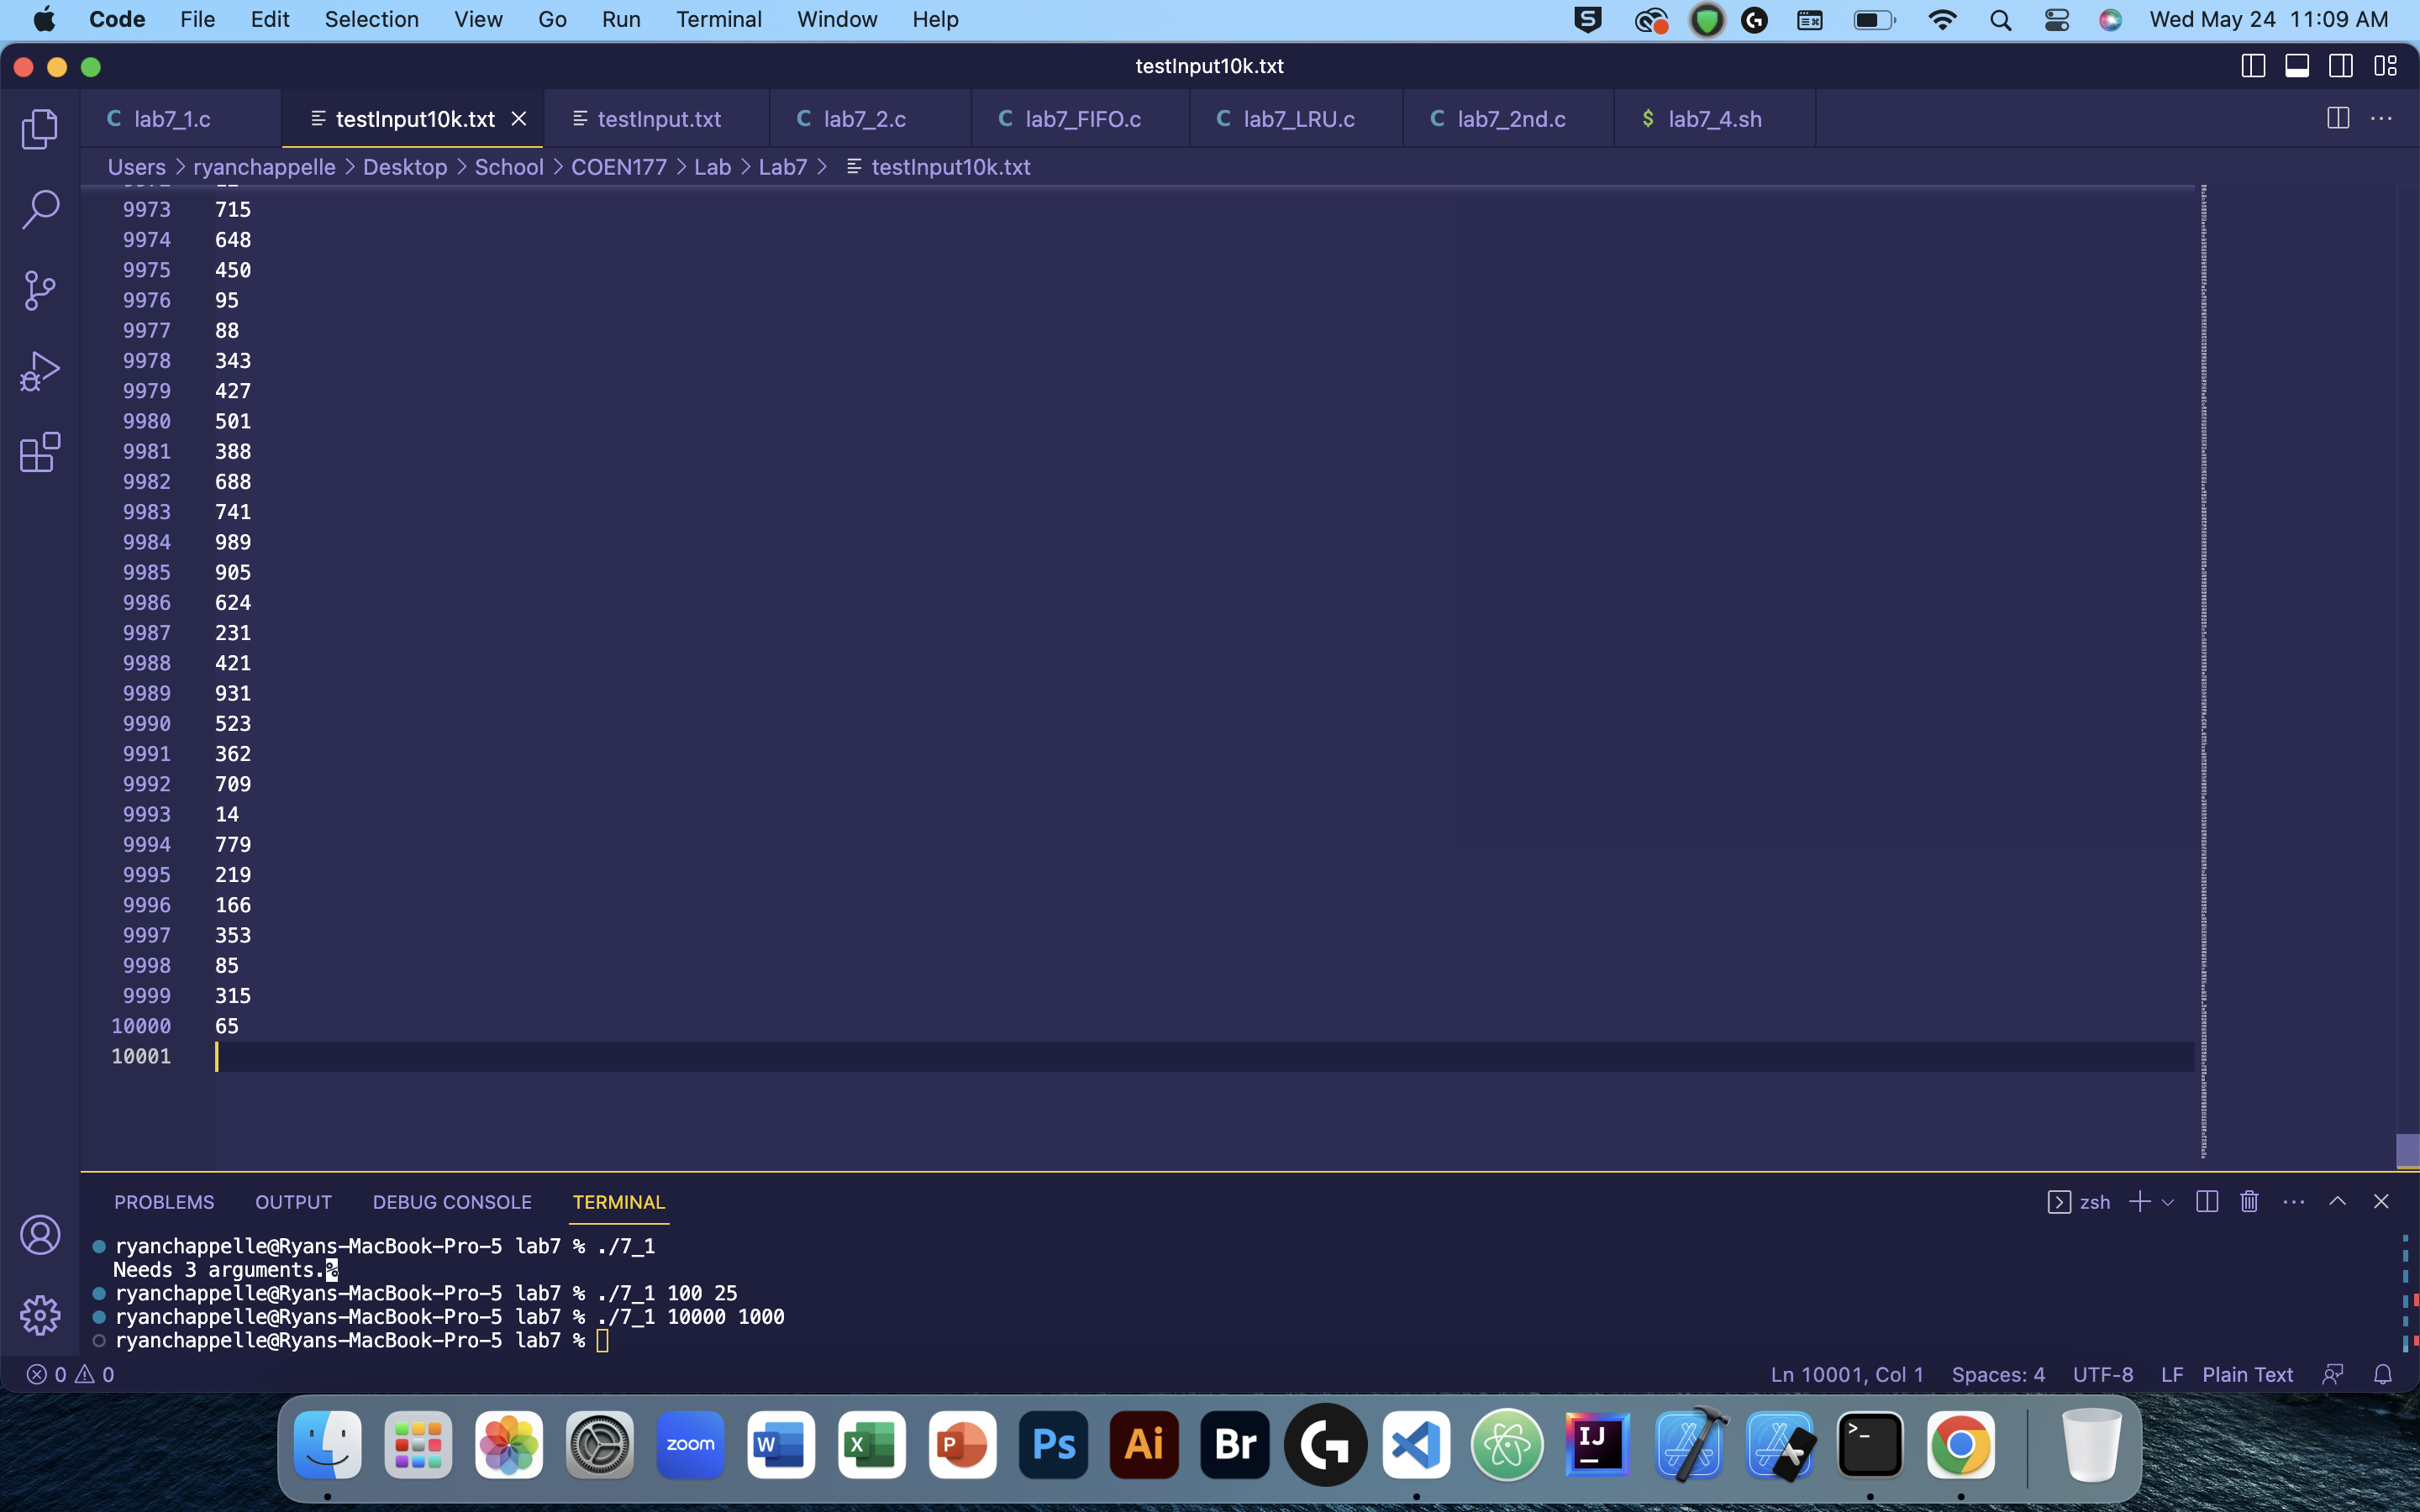 Code File Edit Selection View Go Run Terminal Window Help Wed May 24 11:09 AM
testInput10k.txt
lab7_1.c testInput10k.txt testInput.txt lab7_2.c lab7_FIFO.c lab7_LRU.c lab7_2nd.c $ lab7_4.sh
Users > ryanchappelle > Desktop > School > COEN177 > Lab > Lab7 > testInput10k.txt
9973 715
9974 648
9975 450
9976 95
9977 88
9978 343
9979 427
9980 501
9981 388
9982 688
9983 741
9984 989
9985 905
9986 624
9987 231
9988 421
9989 931
9990 523
9991 362
9992 709
9993 14
9994 779
9995 219
9996 166
9997 353
9998 85
9999 315
10000 65
10001
PROBLEMS OUTPUT DEBUG CONSOLE TERMINAL zsh
ryanchappelle@Ryans-MacBook-Pro-5 lab7 % ./7_1
Needs 3 arguments.%
ryanchappelle@Ryans-MacBook-Pro-5 lab7 % ./7_1 100 25
ryanchappelle@Ryans-MacBook-Pro-5 lab7 % ./7_1 10000 1000
ryanchappelle@Ryans-MacBook-Pro-5 lab7 %
0 0 Ln 10001, Col 1 Spaces: 4 UTF-8 LF Plain Text
zoom W X P Ps Ai Br G IJ >_